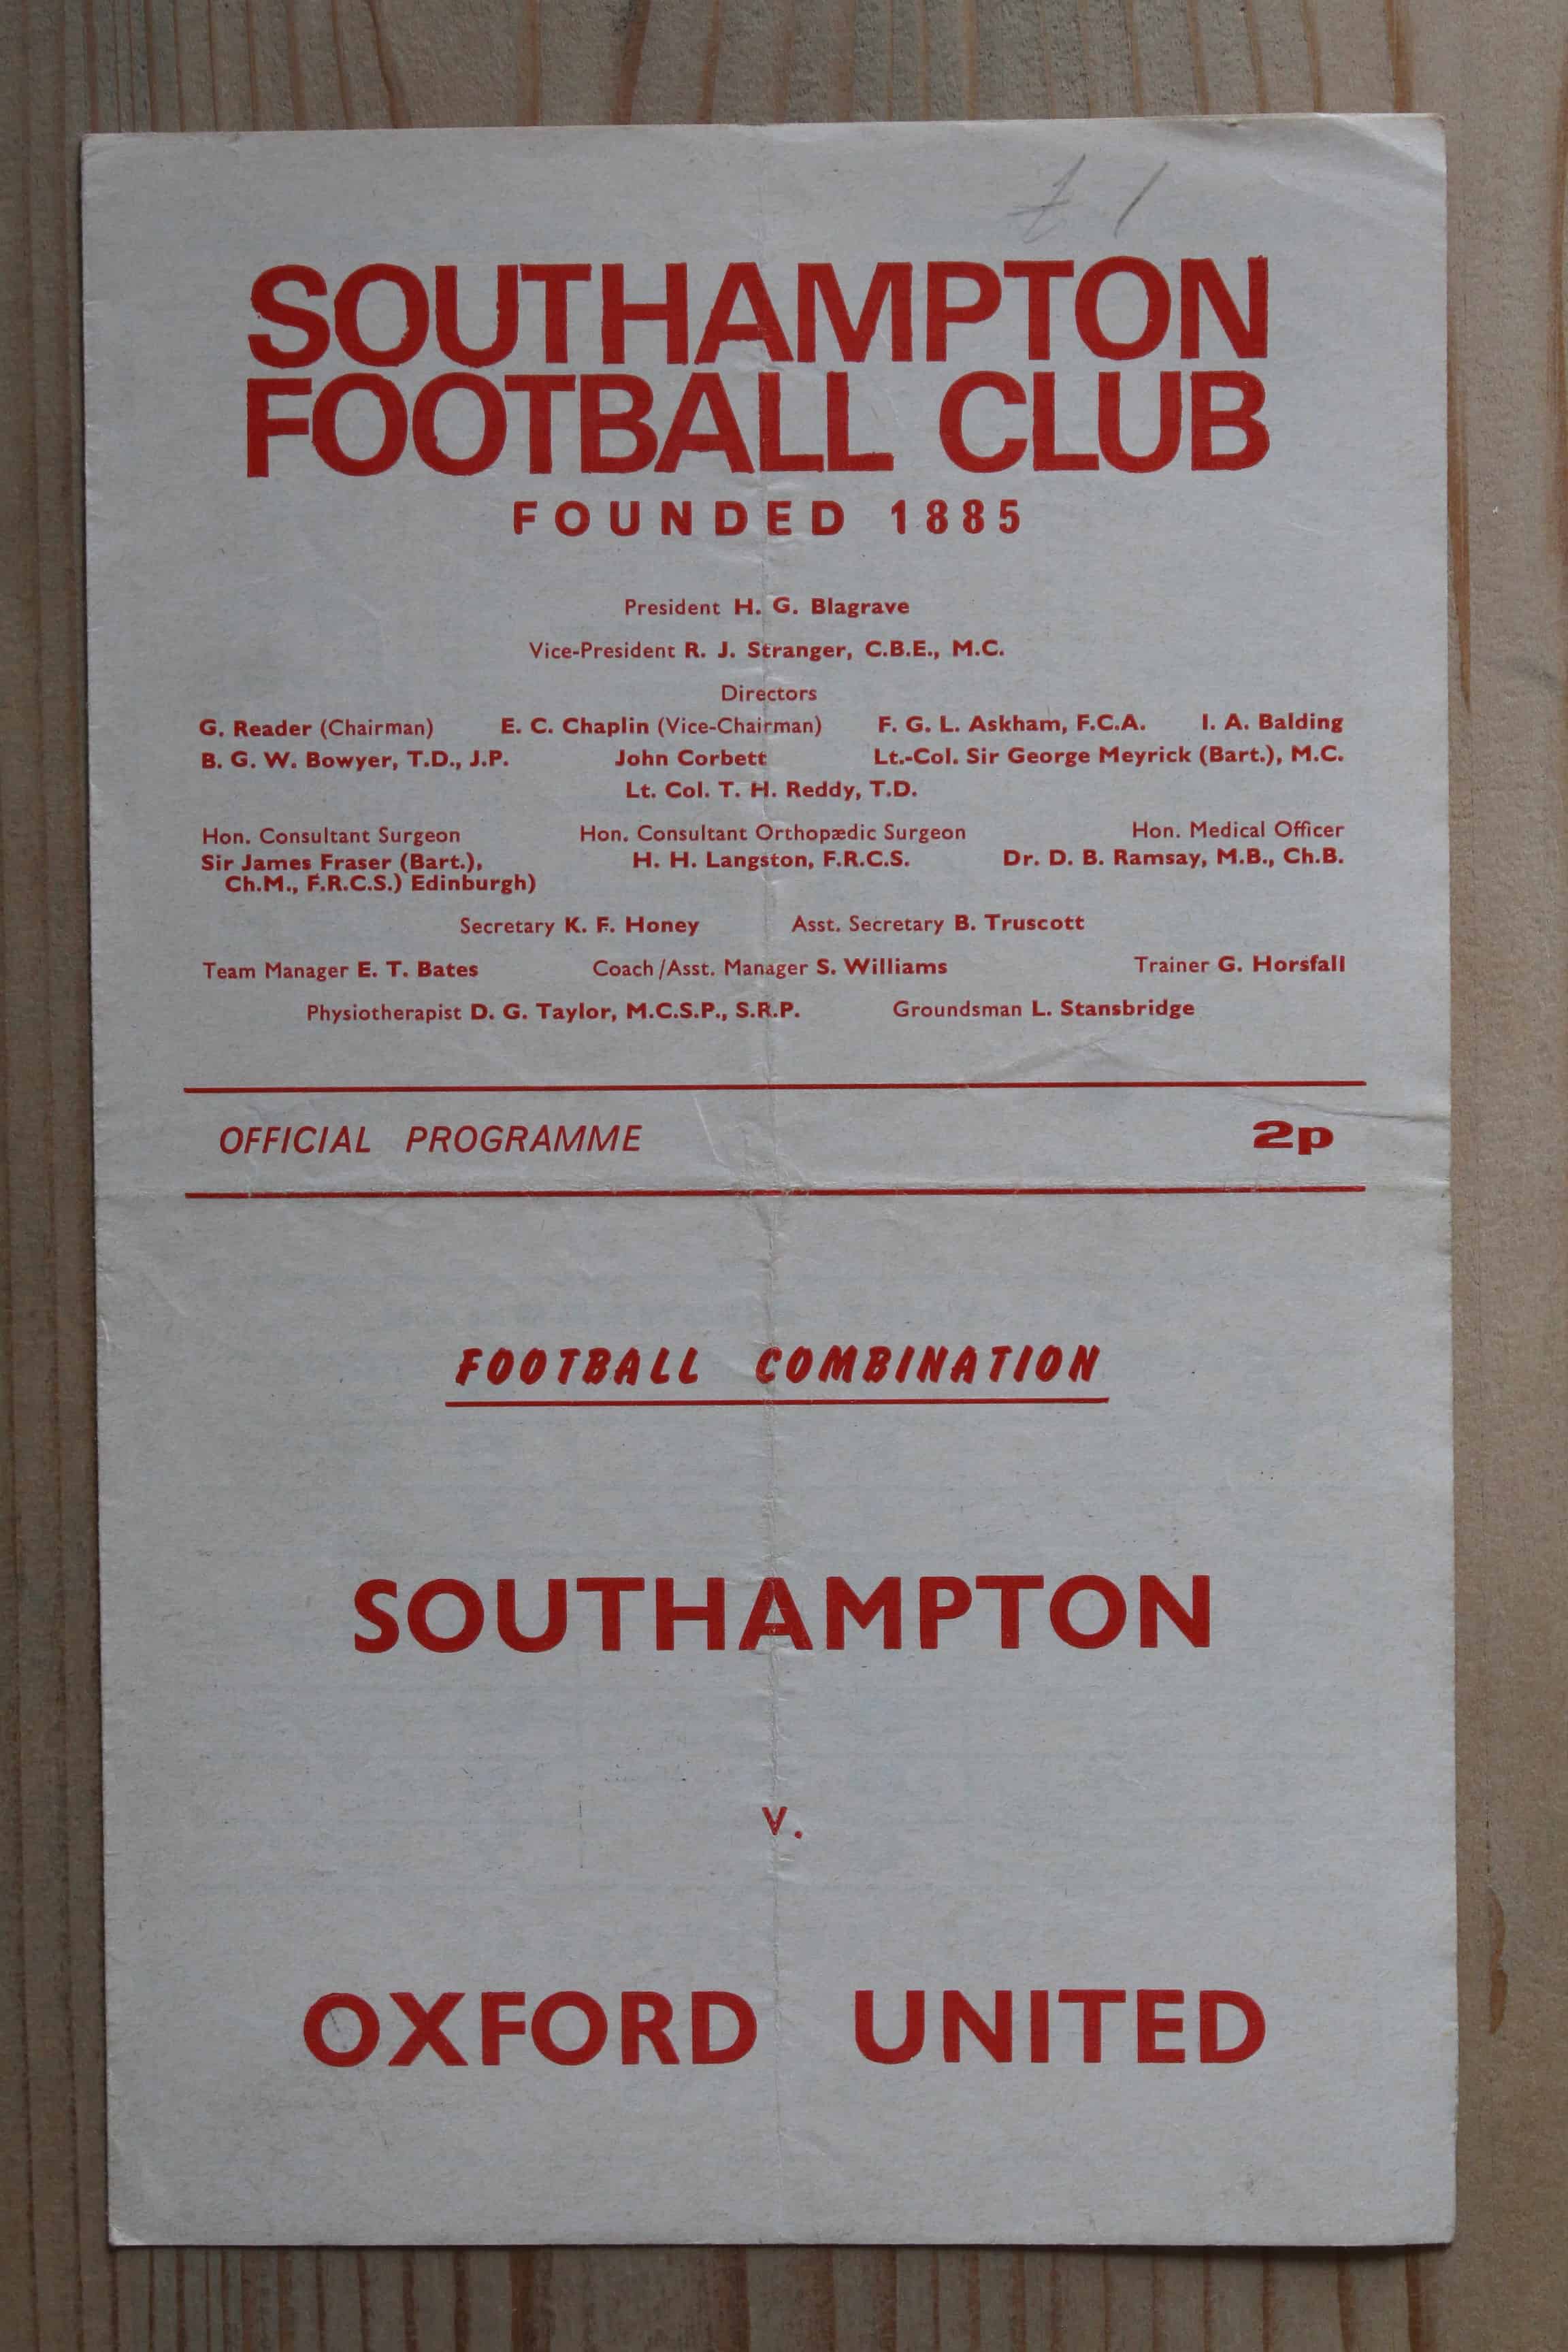 £1
SOUTHAMPTON
FOOTBALL CLUB
FOUNDED 1885
President H. G. Blagrave
Vice-President R. J. Stranger, C.B.E., M.C.
Directors
G. Reader (Chairman) E. C. Chaplin (Vice-Chairman) F. G. L. Askham, F.C.A. I. A. Balding
B. G. W. Bowyer, T.D., J.P. John Corbett Lt.-Col. Sir George Meyrick (Bart.), M.C.
Lt. Col. T. H. Reddy, T.D.
Hon. Consultant Surgeon Hon. Consultant Orthopædic Surgeon Hon. Medical Officer
Sir James Fraser (Bart.), H. H. Langston, F.R.C.S. Dr. D. B. Ramsay, M.B., Ch.B.
Ch.M., F.R.C.S.) Edinburgh)
Secretary K. F. Honey Asst. Secretary B. Truscott
Team Manager E. T. Bates Coach/Asst. Manager S. Williams Trainer G. Horsfall
Physiotherapist D. G. Taylor, M.C.S.P., S.R.P. Groundsman L. Stansbridge
OFFICIAL PROGRAMME 2p
FOOTBALL COMBINATION
SOUTHAMPTON
v.
OXFORD UNITED